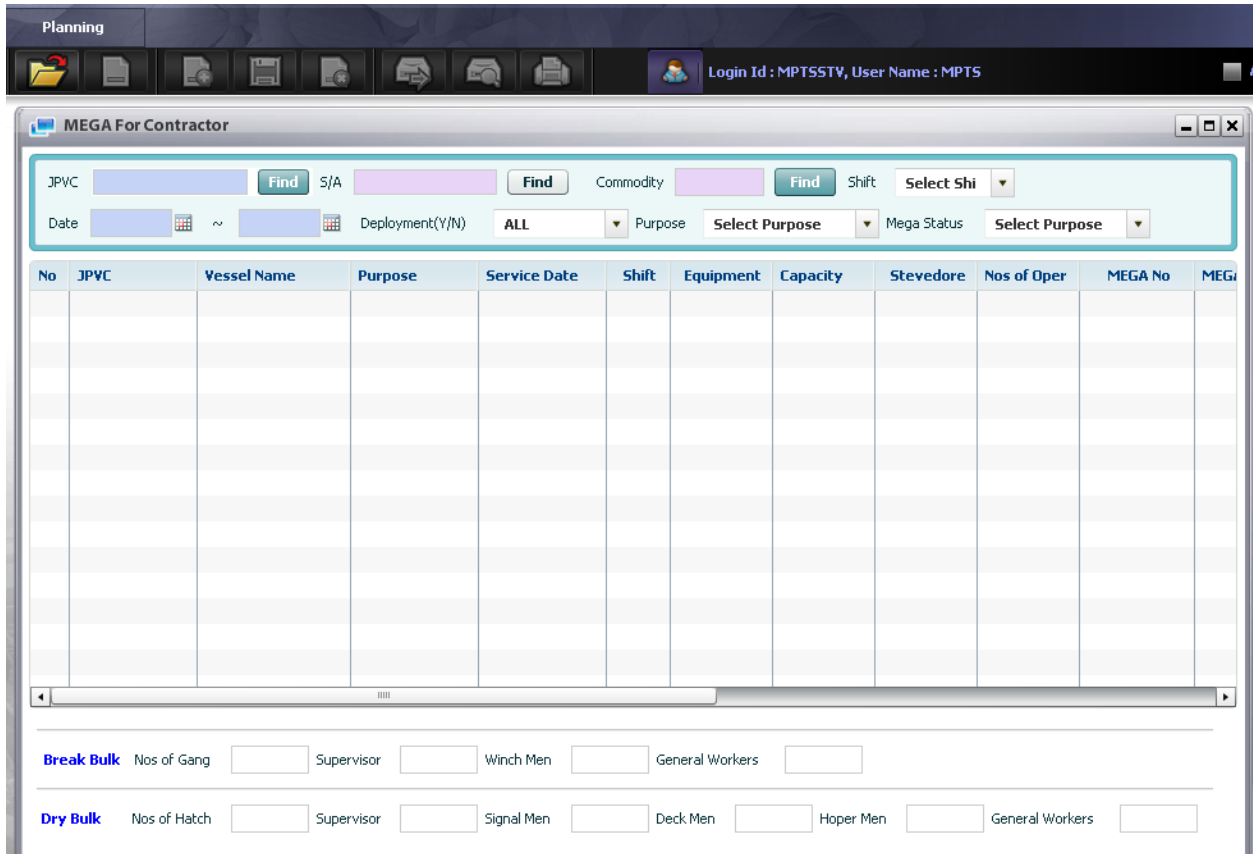 Planning
Login Id : MPTSSTV, User Name : MPTS
MEGA For Contractor
JPVC Find S/A Find Commodity Find Shift Select Shi
Date ~ Deployment(Y/N) ALL Purpose Select Purpose Mega Status Select Purpose
No JPVC Vessel Name Purpose Service Date Shift Equipment Capacity Stevedore Nos of Oper MEGA No
Break Bulk Nos of Gang Supervisor Winch Men General Workers
Dry Bulk Nos of Hatch Supervisor Signal Men Deck Men Hoper Men General Workers